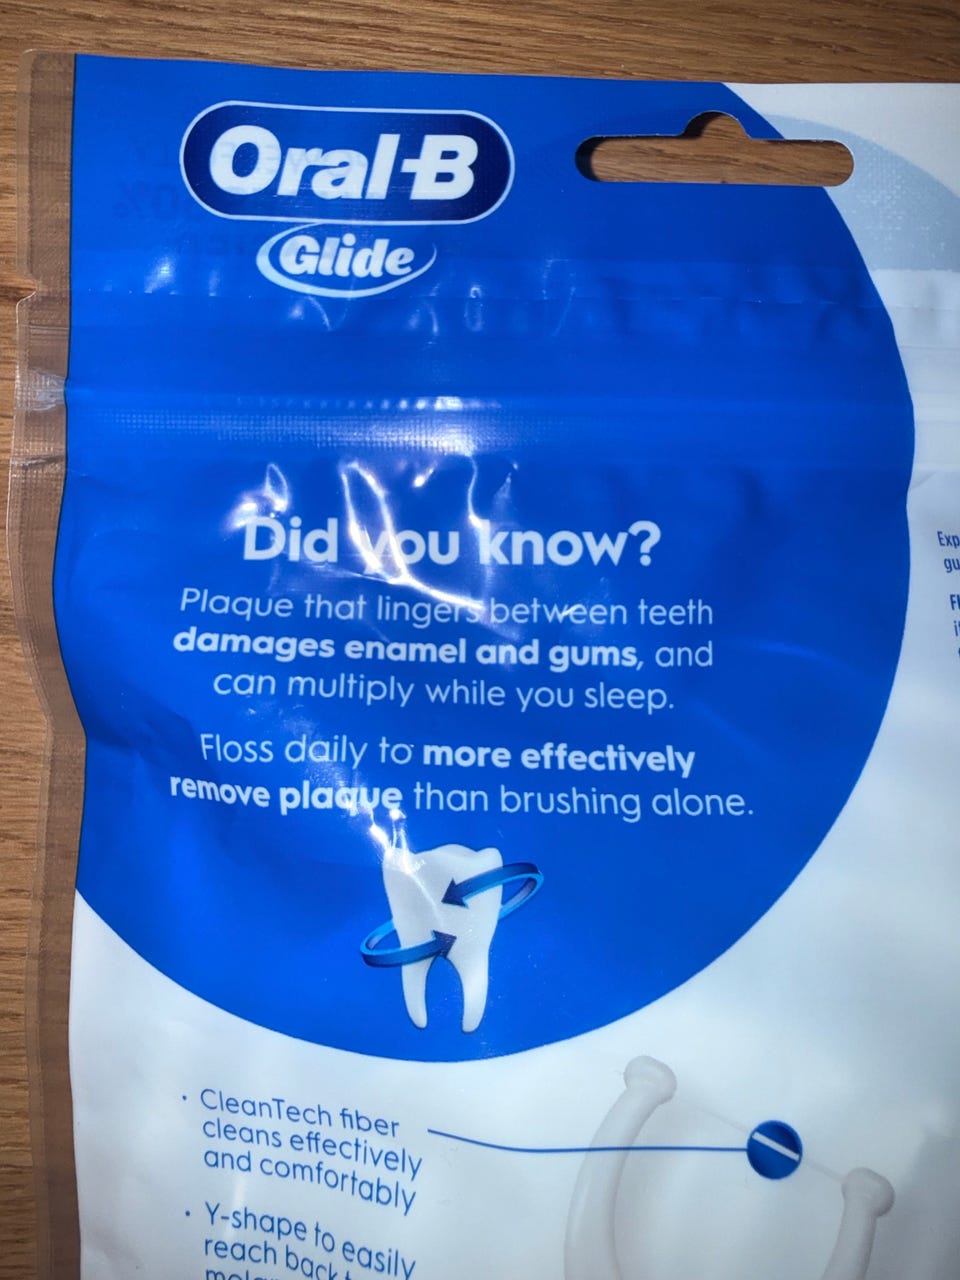 Oral-B
Glide
Did you know?
Plaque that lingers between teeth
damages enamel and gums, and
can multiply while you sleep.
Floss daily to more effectively
remove plaque than brushing alone.
• CleanTech fiber
cleans effectively
and comfortably
• Y-shape to easily
reach back